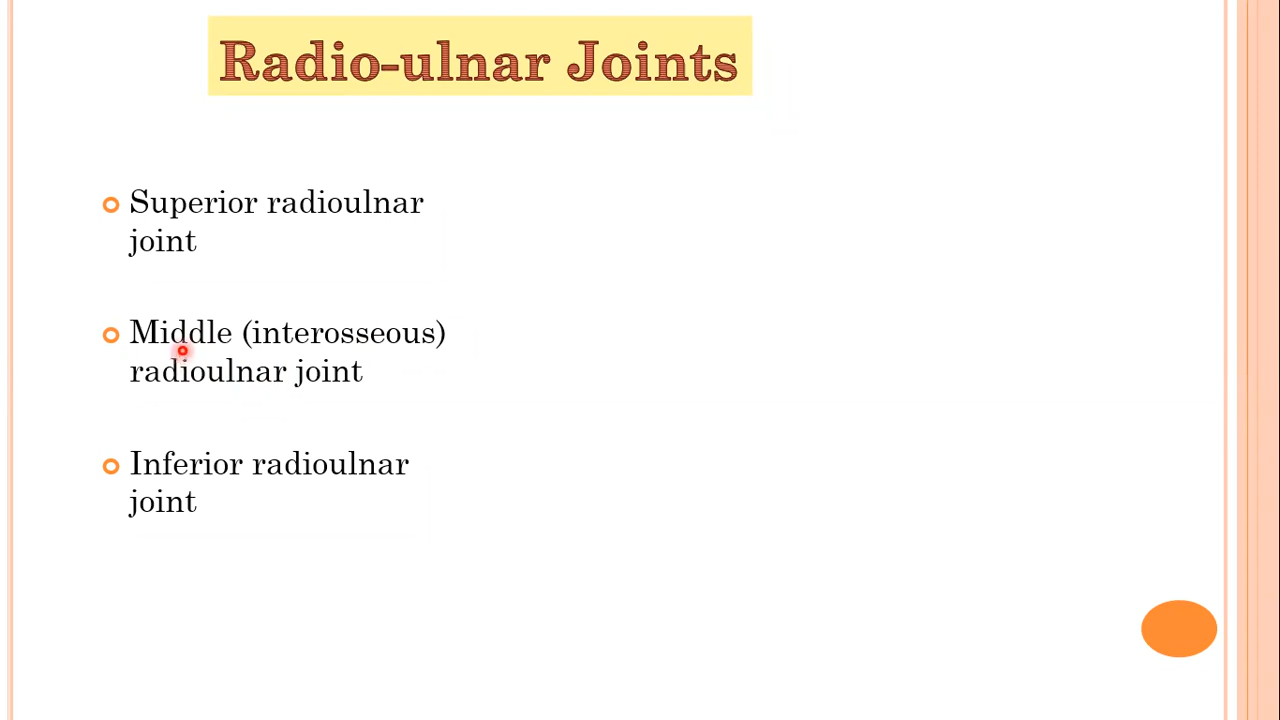 Radio-ulnar Joints
Superior radioulnar
joint
Middle (interosseous)
radioulnar joint
Inferior radioulnar
joint